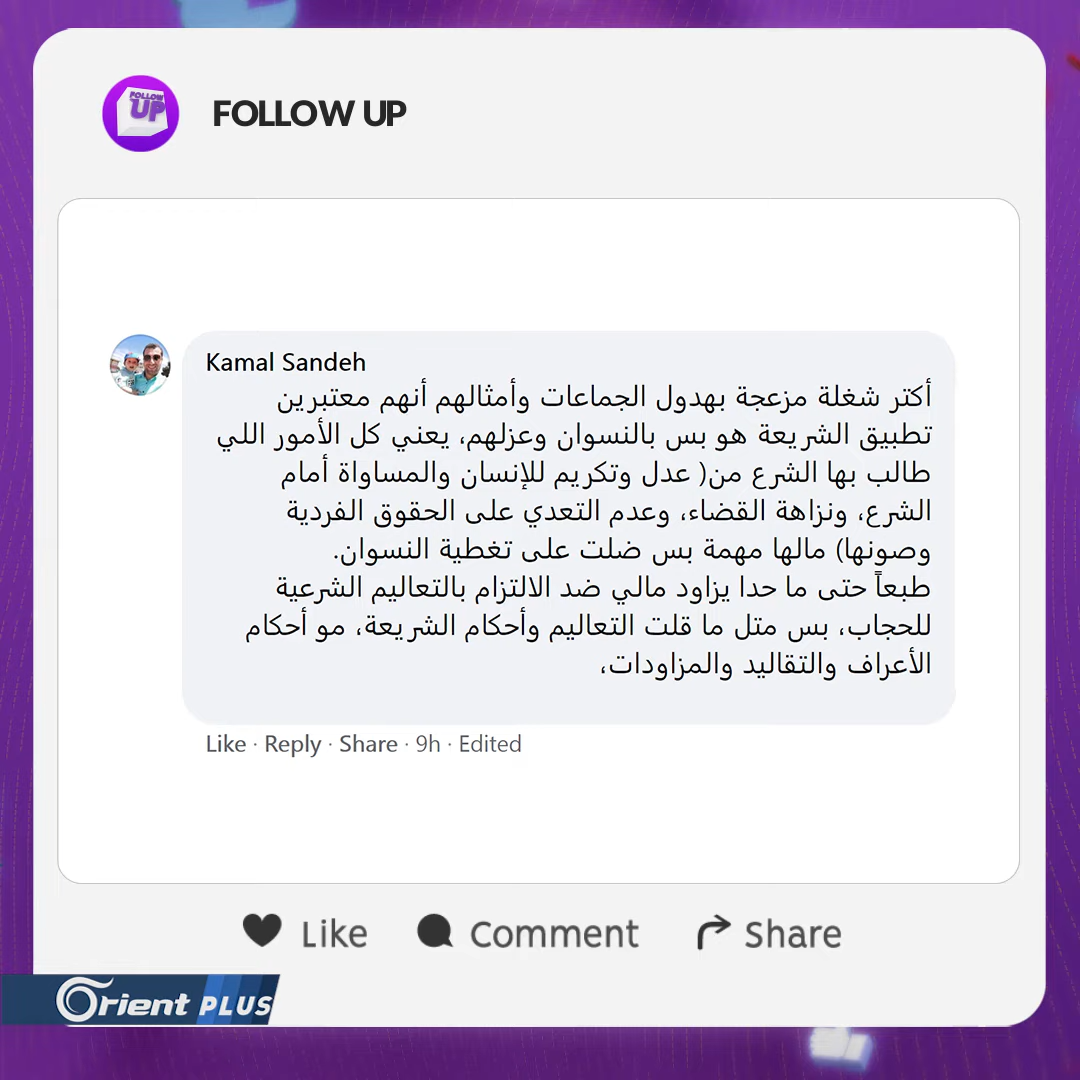 FOLLOW UP
FOLLOW UP
Kamal Sandeh
أكتر شغلة مزعجة بهدول الجماعات وأمثالهم أنهم معتبرين
تطبيق الشريعة هو بس بالنسوان وعزلهم، يعني كل الأمور اللي
طالب بها الشرع من( عدل وتكريم للإنسان والمساواة أمام
الشرع، ونزاهة القضاء، وعدم التعدي على الحقوق الفردية
وصونها) مالها مهمة بس ضلت على تغطية النسوان.
طبعاً حتى ما حدا يزاود مالي ضد الالتزام بالتعاليم الشرعية
للحجاب، بس متل ما قلت التعاليم وأحكام الشريعة، مو أحكام
الأعراف والتقاليد والمزاودات،
Like · Reply · Share · 9h · Edited
Like Comment Share
Orient PLUS